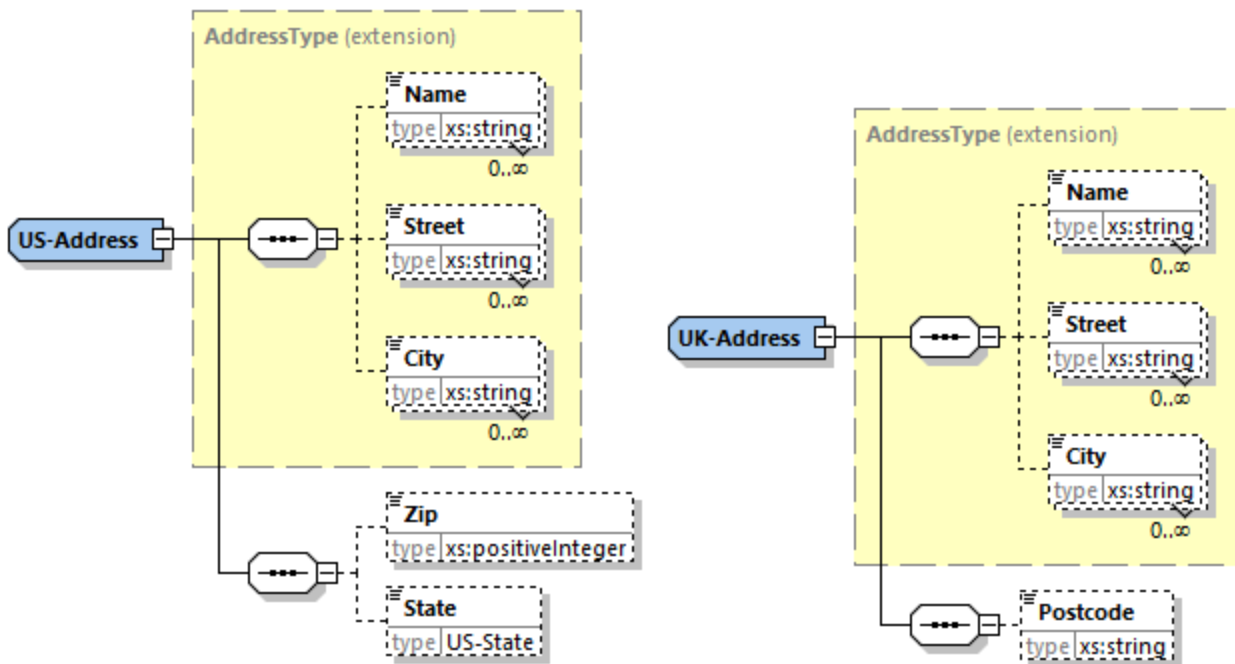 AddressType (extension)
Name
type xs:string
0..∞
Street
type xs:string
0..∞
US-Address
City
type xs:string
0..∞
Zip
type xs:positiveInteger
State
type US-State
AddressType (extension)
Name
type xs:string
0..∞
Street
type xs:string
0..∞
UK-Address
City
type xs:string
0..∞
Postcode
type xs:string